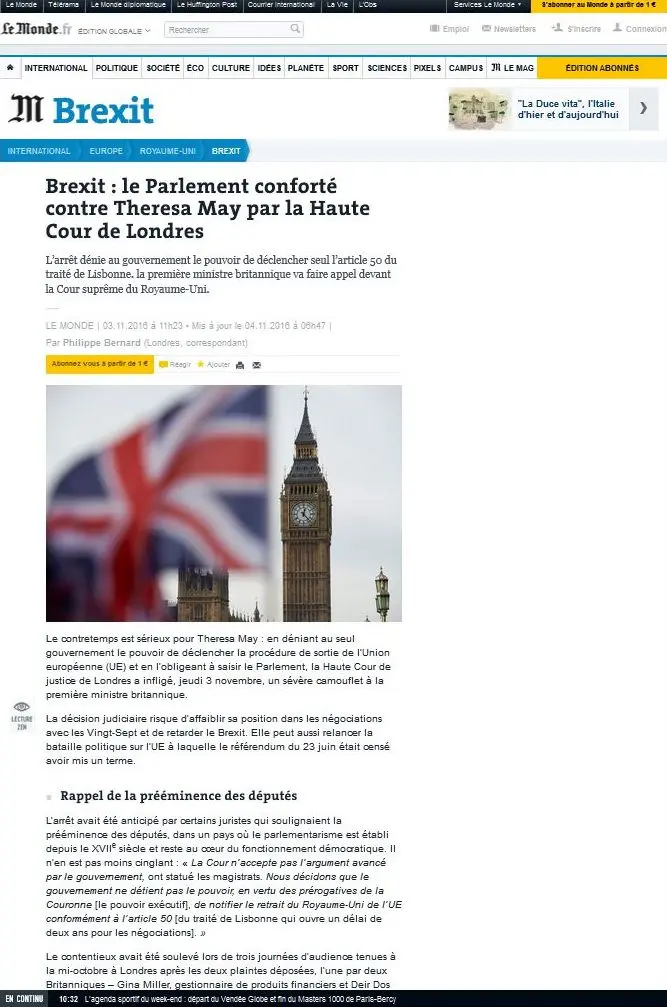 Le Monde Télérama Le Monde diplomatique Le Huffington Post Courrier international La Vie L'Obs Services Le Monde S'abonner au Monde à partir de 1 €
Le Monde.fr ÉDITION GLOBALE Rechercher Emploi Newsletters S'inscrire Connexion
INTERNATIONAL POLITIQUE SOCIÉTÉ ÉCO CULTURE IDÉES PLANÈTE SPORT SCIENCES PIXELS CAMPUS M LE MAG ÉDITION ABONNÉS
M Brexit
"La Duce vita", l'Italie
d'hier et d'aujourd'hui
INTERNATIONAL EUROPE ROYAUME-UNI BREXIT
Brexit : le Parlement conforté
contre Theresa May par la Haute
Cour de Londres
L'arrêt dénie au gouvernement le pouvoir de déclencher seul l'article 50 du
traité de Lisbonne. la première ministre britannique va faire appel devant
la Cour suprême du Royaume-Uni.
LE MONDE | 03.11.2016 à 11h23 • Mis à jour le 04.11.2016 à 06h47 |
Par Philippe Bernard (Londres, correspondant)
Abonnez vous à partir de 1 € Réagir Ajouter
Le contretemps est sérieux pour Theresa May : en déniant au seul
gouvernement le pouvoir de déclencher la procédure de sortie de l'Union
européenne (UE) et en l'obligeant à saisir le Parlement, la Haute Cour de
justice de Londres a infligé, jeudi 3 novembre, un sévère camouflet à la
première ministre britannique.
LECTURE
ZEN
La décision judiciaire risque d'affaiblir sa position dans les négociations
avec les Vingt-Sept et de retarder le Brexit. Elle peut aussi relancer la
bataille politique sur l'UE à laquelle le référendum du 23 juin était censé
avoir mis un terme.
Rappel de la prééminence des députés
L'arrêt avait été anticipé par certains juristes qui soulignaient la
prééminence des députés, dans un pays où le parlementarisme est établi
depuis le XVIIe siècle et reste au cœur du fonctionnement démocratique. Il
n'en est pas moins cinglant : « La Cour n'accepte pas l'argument avancé
par le gouvernement, ont statué les magistrats. Nous décidons que le
gouvernement ne détient pas le pouvoir, en vertu des prérogatives de la
Couronne [le pouvoir exécutif], de notifier le retrait du Royaume-Uni de l'UE
conformément à l'article 50 [du traité de Lisbonne qui ouvre un délai de
deux ans pour les négociations]. »
Le contentieux avait été soulevé lors de trois journées d'audience tenues à
la mi-octobre à Londres après les deux plaintes déposées, l'une par deux
Britanniques – Gina Miller, gestionnaire de produits financiers et Deir Dos
EN CONTINU 10:32 L'agenda sportif du week-end : départ du Vendée Globe et fin du Masters 1000 de Paris-Bercy